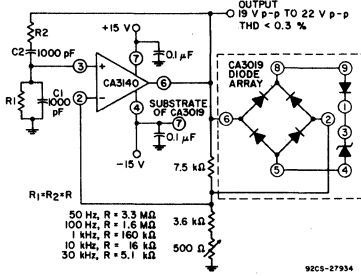 OUTPUT
19 V p-p TO 22 V p-p
THD < 0.3 %
+15 V
R2
C2
1000 pF
0.1 μF
7
3
+
CA3140
6
2
−
4
R1
C1
1000
pF
SUBSTRATE
OF CA3019
7
0.1 μF
−15 V
CA3019
DIODE
ARRAY
8
9
6
2
1
3
5
4
7.5 kΩ
R1=R2=R
3.6 kΩ
500 Ω
50 Hz, R = 3.3 MΩ
100 Hz, R = 1.6 MΩ
1 kHz, R = 160 kΩ
10 kHz, R = 16 kΩ
30 kHz, R = 5.1 kΩ
92CS-27934